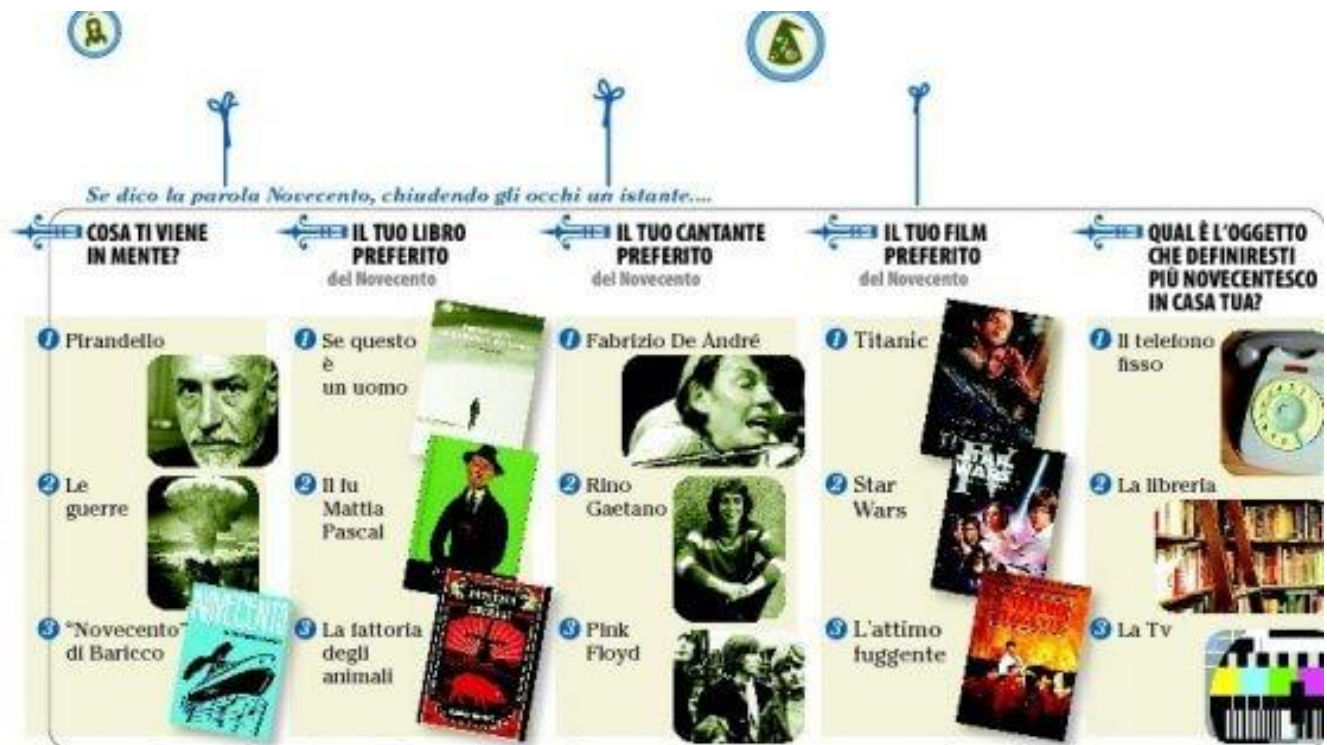 Se dico la parola Novecento, chiudendo gli occhi un istante....
COSA TI VIENE
IN MENTE?
1 Pirandello
2 Le
guerre
3 "Novecento"
di Baricco
NOVECENTO
IL TUO LIBRO
PREFERITO
del Novecento
1 Se questo
è
un uomo
2 Il fu
Mattia
Pascal
3 La fattoria
degli
animali
IL TUO CANTANTE
PREFERITO
del Novecento
1 Fabrizio De André
2 Rino
Gaetano
3 Pink
Floyd
IL TUO FILM
PREFERITO
del Novecento
1 Titanic
2 Star
Wars
STAR
WARS
3 L'attimo
fuggente
QUAL È L'OGGETTO
CHE DEFINIRESTI
PIÙ NOVECENTESCO
IN CASA TUA?
1 Il telefono
fisso
2 La libreria
3 La Tv